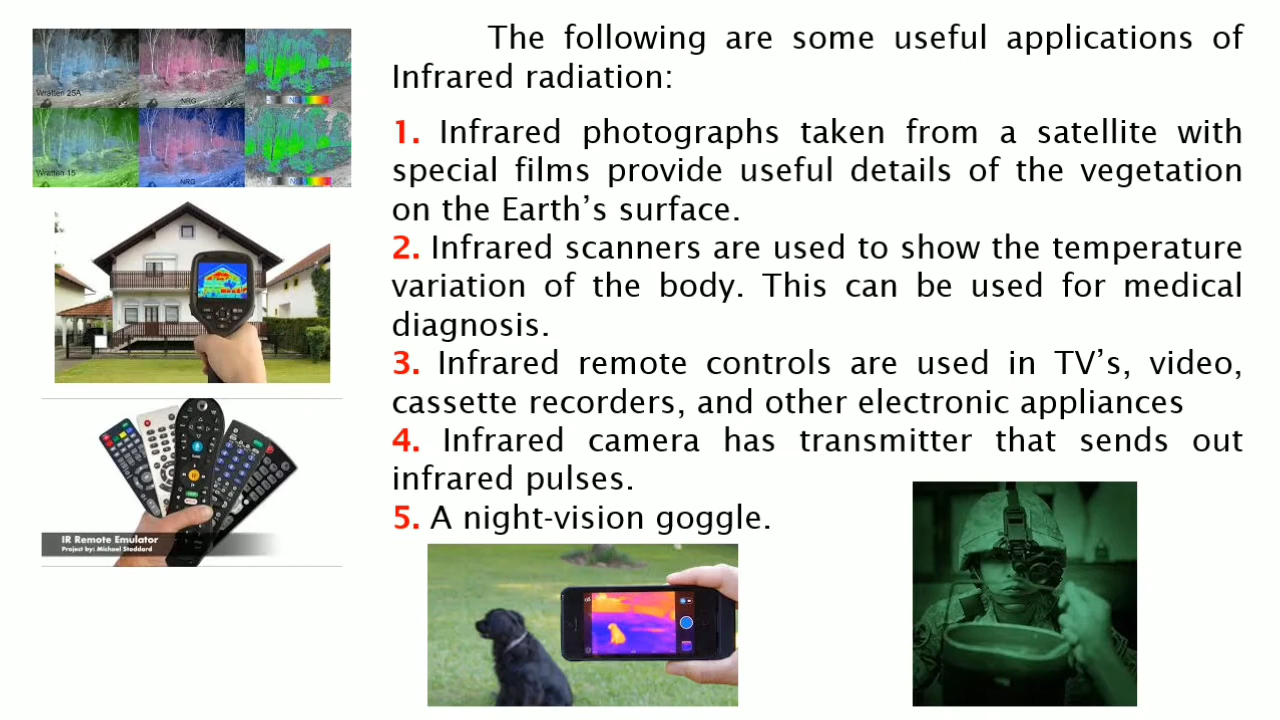 Wratten 25A
NRG
Wratten 15
NRG
The following are some useful applications of
Infrared radiation:
1. Infrared photographs taken from a satellite with
special films provide useful details of the vegetation
on the Earth’s surface.
2. Infrared scanners are used to show the temperature
variation of the body. This can be used for medical
diagnosis.
3. Infrared remote controls are used in TV’s, video,
cassette recorders, and other electronic appliances
4. Infrared camera has transmitter that sends out
infrared pulses.
5. A night-vision goggle.
IR Remote Emulator
Project by: Michael Stoddard